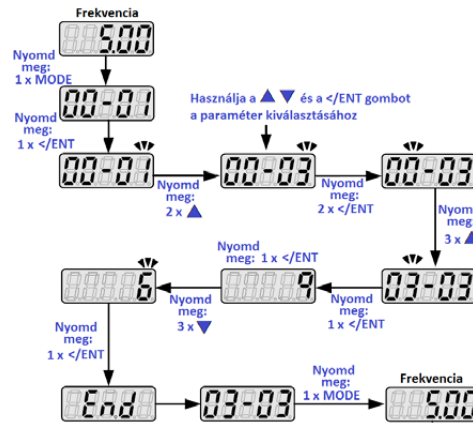 Frekvencia
5.00
Nyomd
meg:
1 x MODE
00-01
Nyomd
meg:
1 x </ENT
Használja a ▲ ▼ és a </ENT gombot
a paraméter kiválasztásához
00-01
Nyomd
meg:
2 x ▲
00-03
Nyomd
meg:
2 x </ENT
00-03
Nyomd
meg:
3 x ▲
03-03
Nyomd
meg:
1 x </ENT
Nyomd
meg: 1 x </ENT
9
Nyomd
meg:
3 x ▼
6
Nyomd
meg:
1 x </ENT
End
03-03
Nyomd
meg:
1 x MODE
Frekvencia
5.00